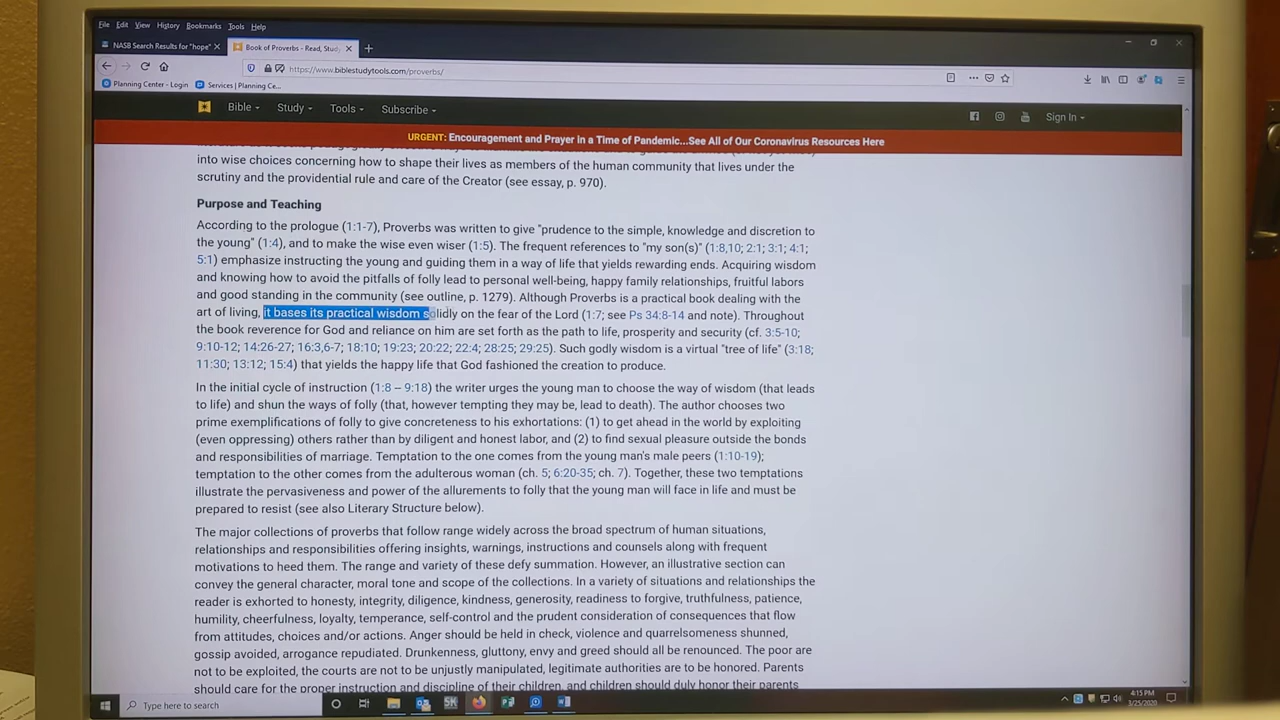 File Edit View History Bookmarks Tools Help
NASB Search Results for "hope" × Book of Proverbs - Read, Study × +
https://www.biblestudytools.com/proverbs/
Planning Center - Login Services | Planning Ce...
Bible Study Tools Subscribe Sign In
URGENT: Encouragement and Prayer in a Time of Pandemic...See All of Our Coronavirus Resources Here
into wise choices concerning how to shape their lives as members of the human community that lives under the
scrutiny and the providential rule and care of the Creator (see essay, p. 970).
Purpose and Teaching
According to the prologue (1:1-7), Proverbs was written to give "prudence to the simple, knowledge and discretion to
the young" (1:4), and to make the wise even wiser (1:5). The frequent references to "my son(s)" (1:8,10; 2:1; 3:1; 4:1;
5:1) emphasize instructing the young and guiding them in a way of life that yields rewarding ends. Acquiring wisdom
and knowing how to avoid the pitfalls of folly lead to personal well-being, happy family relationships, fruitful labors
and good standing in the community (see outline, p. 1279). Although Proverbs is a practical book dealing with the
art of living, it bases its practical wisdom solidly on the fear of the Lord (1:7; see Ps 34:8-14 and note). Throughout
the book reverence for God and reliance on him are set forth as the path to life, prosperity and security (cf. 3:5-10;
9:10-12; 14:26-27; 16:3,6-7; 18:10; 19:23; 20:22; 22:4; 28:25; 29:25). Such godly wisdom is a virtual "tree of life" (3:18;
11:30; 13:12; 15:4) that yields the happy life that God fashioned the creation to produce.
In the initial cycle of instruction (1:8 – 9:18) the writer urges the young man to choose the way of wisdom (that leads
to life) and shun the ways of folly (that, however tempting they may be, lead to death). The author chooses two
prime exemplifications of folly to give concreteness to his exhortations: (1) to get ahead in the world by exploiting
(even oppressing) others rather than by diligent and honest labor, and (2) to find sexual pleasure outside the bonds
and responsibilities of marriage. Temptation to the one comes from the young man's male peers (1:10-19);
temptation to the other comes from the adulterous woman (ch. 5; 6:20-35; ch. 7). Together, these two temptations
illustrate the pervasiveness and power of the allurements to folly that the young man will face in life and must be
prepared to resist (see also Literary Structure below).
The major collections of proverbs that follow range widely across the broad spectrum of human situations,
relationships and responsibilities offering insights, warnings, instructions and counsels along with frequent
motivations to heed them. The range and variety of these defy summation. However, an illustrative section can
convey the general character, moral tone and scope of the collections. In a variety of situations and relationships the
reader is exhorted to honesty, integrity, diligence, kindness, generosity, readiness to forgive, truthfulness, patience,
humility, cheerfulness, loyalty, temperance, self-control and the prudent consideration of consequences that flow
from attitudes, choices and/or actions. Anger should be held in check, violence and quarrelsomeness shunned,
gossip avoided, arrogance repudiated. Drunkenness, gluttony, envy and greed should all be renounced. The poor are
not to be exploited, the courts are not to be unjustly manipulated, legitimate authorities are to be honored. Parents
should care for the proper instruction and discipline of their children, and children should duly honor their parents
Type here to search
4:15 PM
3/25/2020